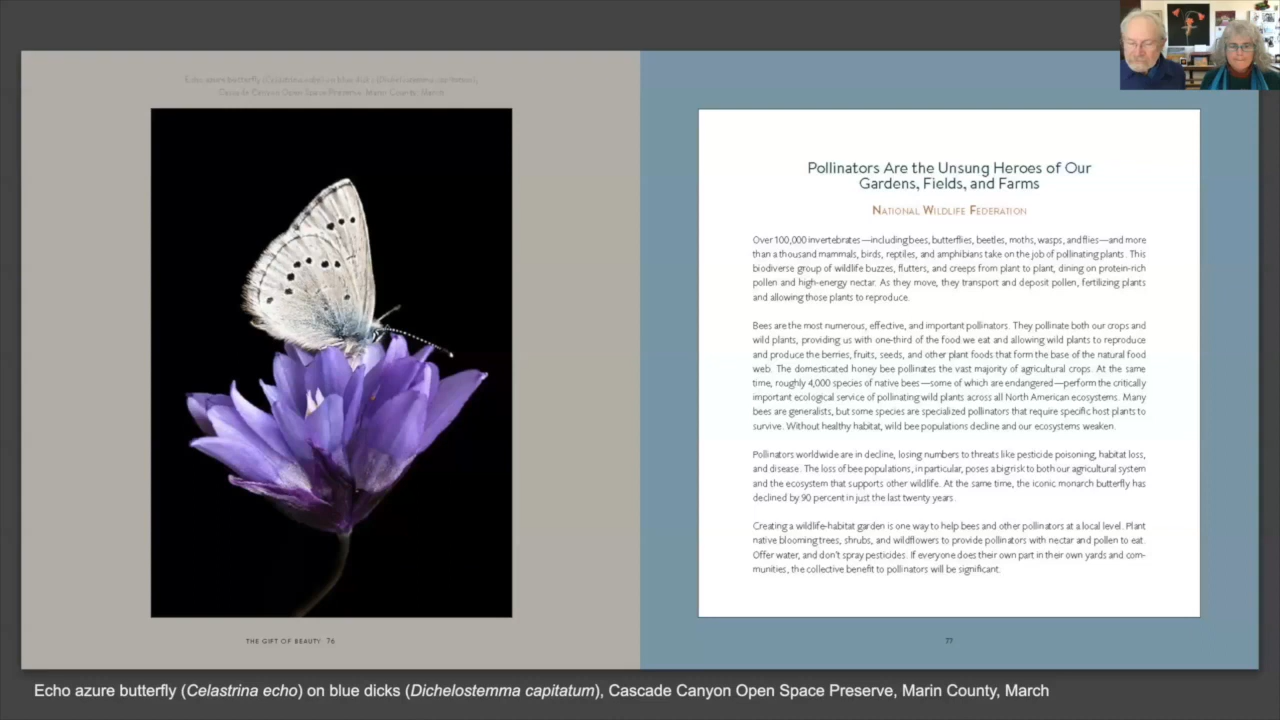 Echo azure butterfly (Celastrina echo) on blue dick (Dichelostemma capitatum),
Cascade Canyon Open Space Preserve, Marin County, March
Pollinators Are the Unsung Heroes of Our
Gardens, Fields, and Farms
National Wildlife Federation
Over 100,000 invertebrates—including bees, butterflies, beetles, moths, wasps, and flies—and more
than a thousand mammals, birds, reptiles, and amphibians take on the job of pollinating plants. This
biodiverse group of wildlife buzzes, flutters, and creeps from plant to plant, dining on protein-rich
pollen and high-energy nectar. As they move, they transport and deposit pollen, fertilizing plants
and allowing those plants to reproduce.
Bees are the most numerous, effective, and important pollinators. They pollinate both our crops and
wild plants, providing us with one-third of the food we eat and allowing wild plants to reproduce
and produce the berries, fruits, seeds, and other plant foods that form the base of the natural food
web. The domesticated honey bee pollinates the vast majority of agricultural crops. At the same
time, roughly 4,000 species of native bees—some of which are endangered—perform the critically
important ecological service of pollinating wild plants across all North American ecosystems. Many
bees are generalists, but some species are specialized pollinators that require specific host plants to
survive. Without healthy habitat, wild bee populations decline and our ecosystems weaken.
Pollinators worldwide are in decline, losing numbers to threats like pesticide poisoning, habitat loss,
and disease. The loss of bee populations, in particular, poses a big risk to both our agricultural system
and the ecosystem that supports other wildlife. At the same time, the iconic monarch butterfly has
declined by 90 percent in just the last twenty years.
Creating a wildlife-habitat garden is one way to help bees and other pollinators at a local level. Plant
native blooming trees, shrubs, and wildflowers to provide pollinators with nectar and pollen to eat.
Offer water, and don't spray pesticides. If everyone does their own part in their own yards and com-
munities, the collective benefit to pollinators will be significant.
THE GIFT OF BEAUTY 76
77
Echo azure butterfly (Celastrina echo) on blue dicks (Dichelostemma capitatum), Cascade Canyon Open Space Preserve, Marin County, March